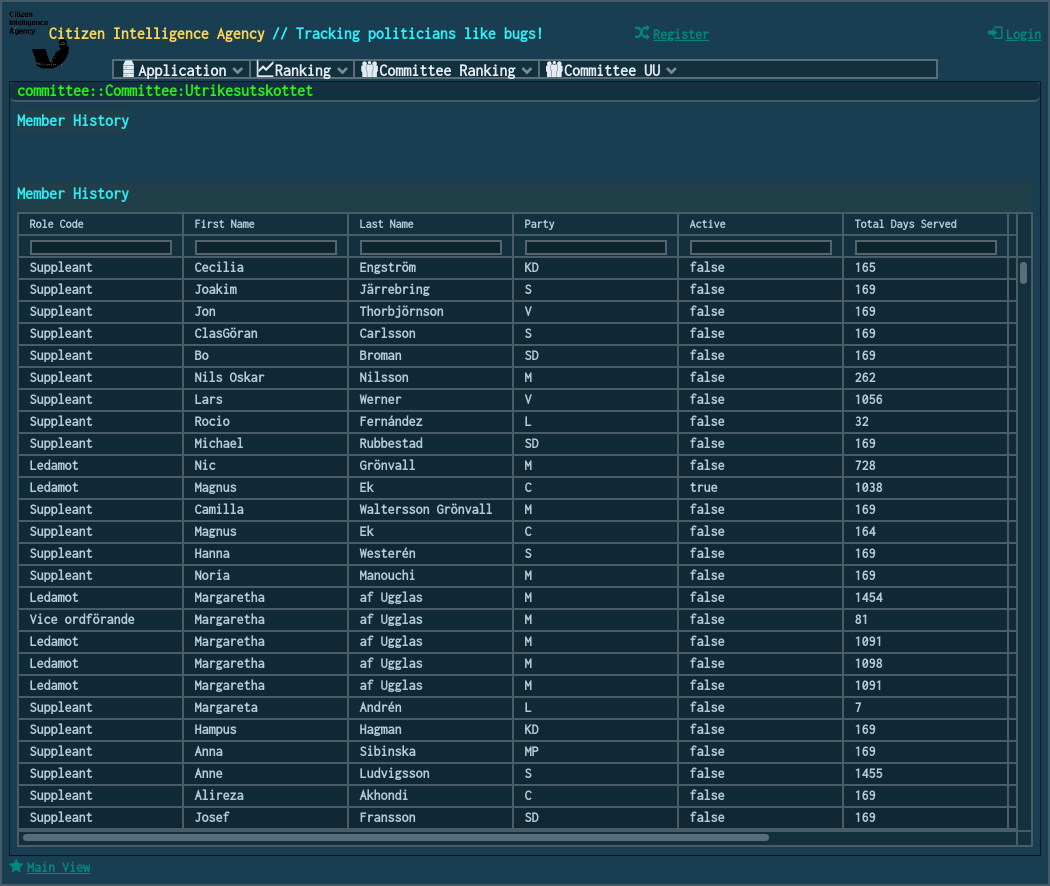 Citizen
Intelligence
Agency
Citizen Intelligence Agency // Tracking politicians like bugs! Register Login
Application Ranking Committee Ranking Committee UU
committee::Committee:Utrikesutskottet
Member History
Member History
Role Code First Name Last Name Party Active Total Days Served
Suppleant Cecilia Engström KD false 165
Suppleant Joakim Järrebring S false 169
Suppleant Jon Thorbjörnson V false 169
Suppleant ClasGöran Carlsson S false 169
Suppleant Bo Broman SD false 169
Suppleant Nils Oskar Nilsson M false 262
Suppleant Lars Werner V false 1056
Suppleant Rocio Fernández L false 32
Suppleant Michael Rubbestad SD false 169
Ledamot Nic Grönvall M false 728
Ledamot Magnus Ek C true 1038
Suppleant Camilla Waltersson Grönvall M false 169
Suppleant Magnus Ek C false 164
Suppleant Hanna Westerén S false 169
Suppleant Noria Manouchi M false 169
Ledamot Margaretha af Ugglas M false 1454
Vice ordförande Margaretha af Ugglas M false 81
Ledamot Margaretha af Ugglas M false 1091
Ledamot Margaretha af Ugglas M false 1098
Ledamot Margaretha af Ugglas M false 1091
Suppleant Margareta Andrén L false 7
Suppleant Hampus Hagman KD false 169
Suppleant Anna Sibinska MP false 169
Suppleant Anne Ludvigsson S false 1455
Suppleant Alireza Akhondi C false 169
Suppleant Josef Fransson SD false 169
Main View